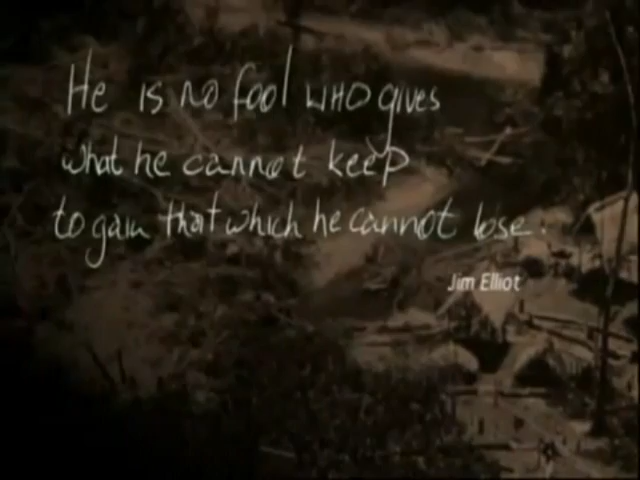 He is no fool who gives
what he cannot keep
to gain that which he cannot lose.
Jim Elliot